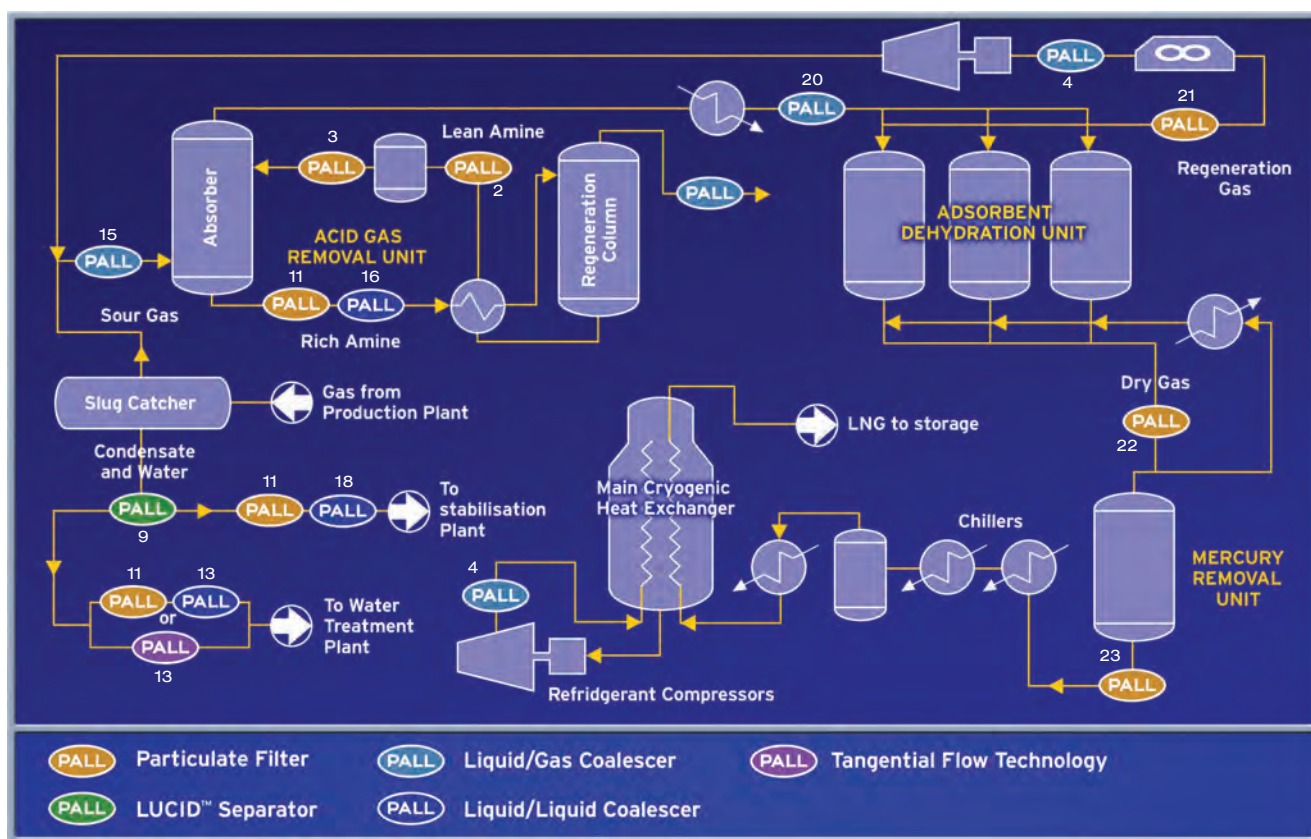 PALL
4
20
PALL
21
PALL
Regeneration
Gas
3
PALL
Lean Amine
PALL
2
Absorber
Regeneration
Column
PALL
ADSORBENT
DEHYDRATION UNIT
15
PALL
ACID GAS
REMOVAL UNIT
11
PALL
16
PALL
Sour Gas
Rich Amine
Slug Catcher
Gas from
Production Plant
Dry Gas
PALL
22
LNG to storage
Condensate
and Water
PALL
9
11
PALL
18
PALL
To
stabilisation
Plant
Main Cryogenic
Heat Exchanger
Chillers
MERCURY
REMOVAL
UNIT
11
PALL
13
PALL
or
PALL
13
To Water
Treatment
Plant
4
PALL
Refridgerant Compressors
23
PALL
PALL Particulate Filter
PALL Liquid/Gas Coalescer
PALL Tangential Flow Technology
PALL LUCID™ Separator
PALL Liquid/Liquid Coalescer